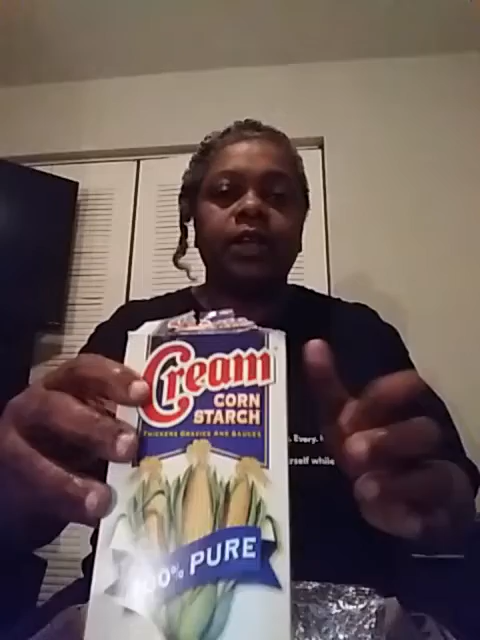 Cream
CORN
STARCH
THICKENS GRAVIES AND SAUCES
100% PURE
. Every.
rself while